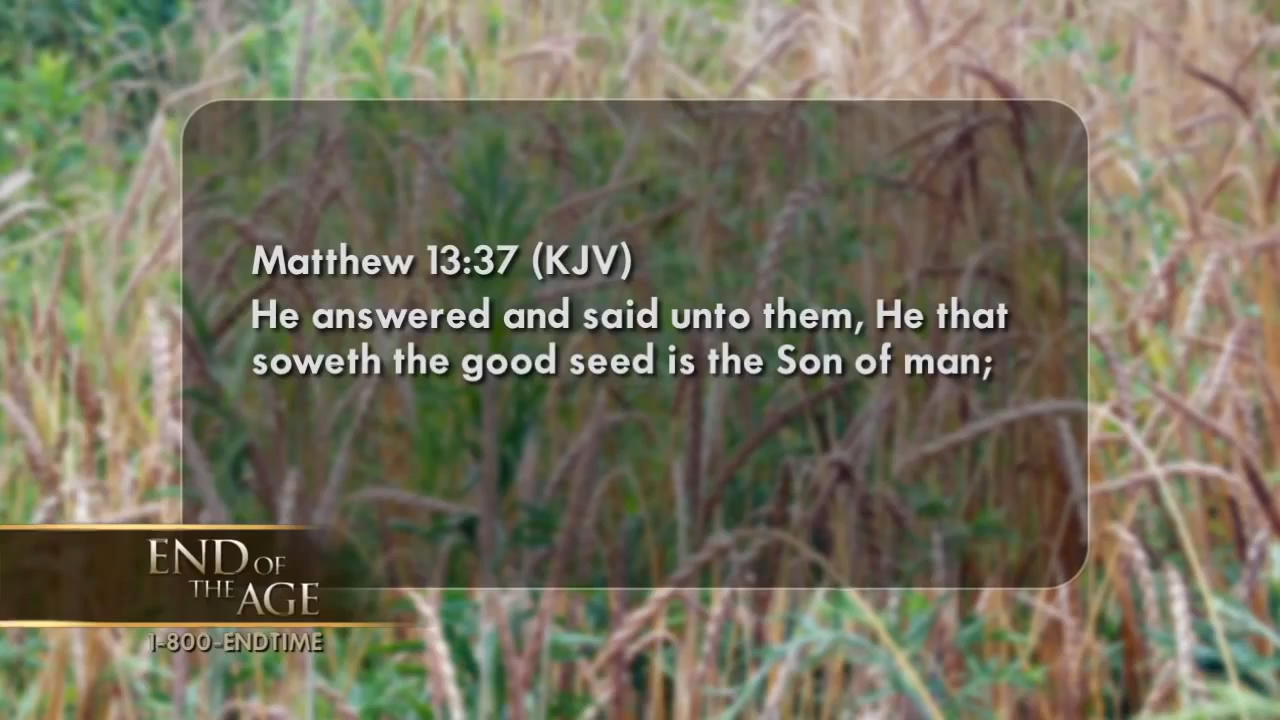 Matthew 13:37 (KJV)
He answered and said unto them, He that
soweth the good seed is the Son of man;
END OF
THE AGE
1-800-ENDTIME